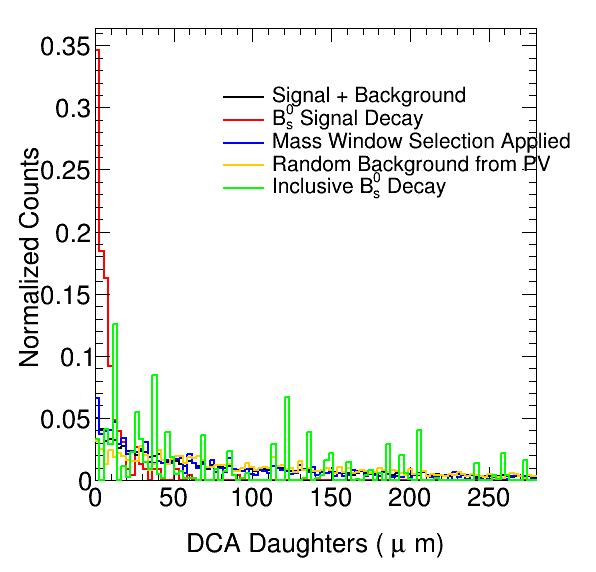 0.35
0.3
0.25
0.2
0.15
0.1
0.05
0
Normalized Counts
Signal + Background
B⁰ₛ Signal Decay
Mass Window Selection Applied
Random Background from PV
Inclusive B⁰ₛ Decay
0 50 100 150 200 250
DCA Daughters ( μ m)